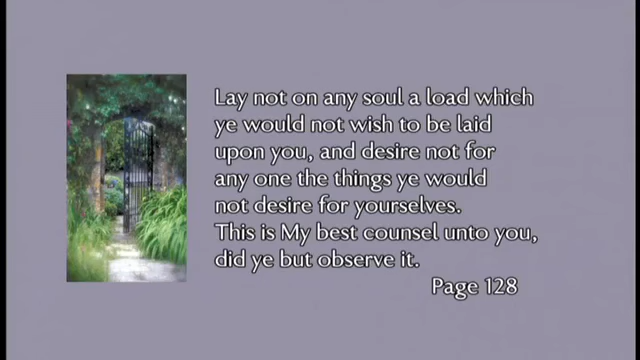 Lay not on any soul a load which
ye would not wish to be laid
upon you, and desire not for
any one the things ye would
not desire for yourselves.
This is My best counsel unto you,
did ye but observe it.
Page 128